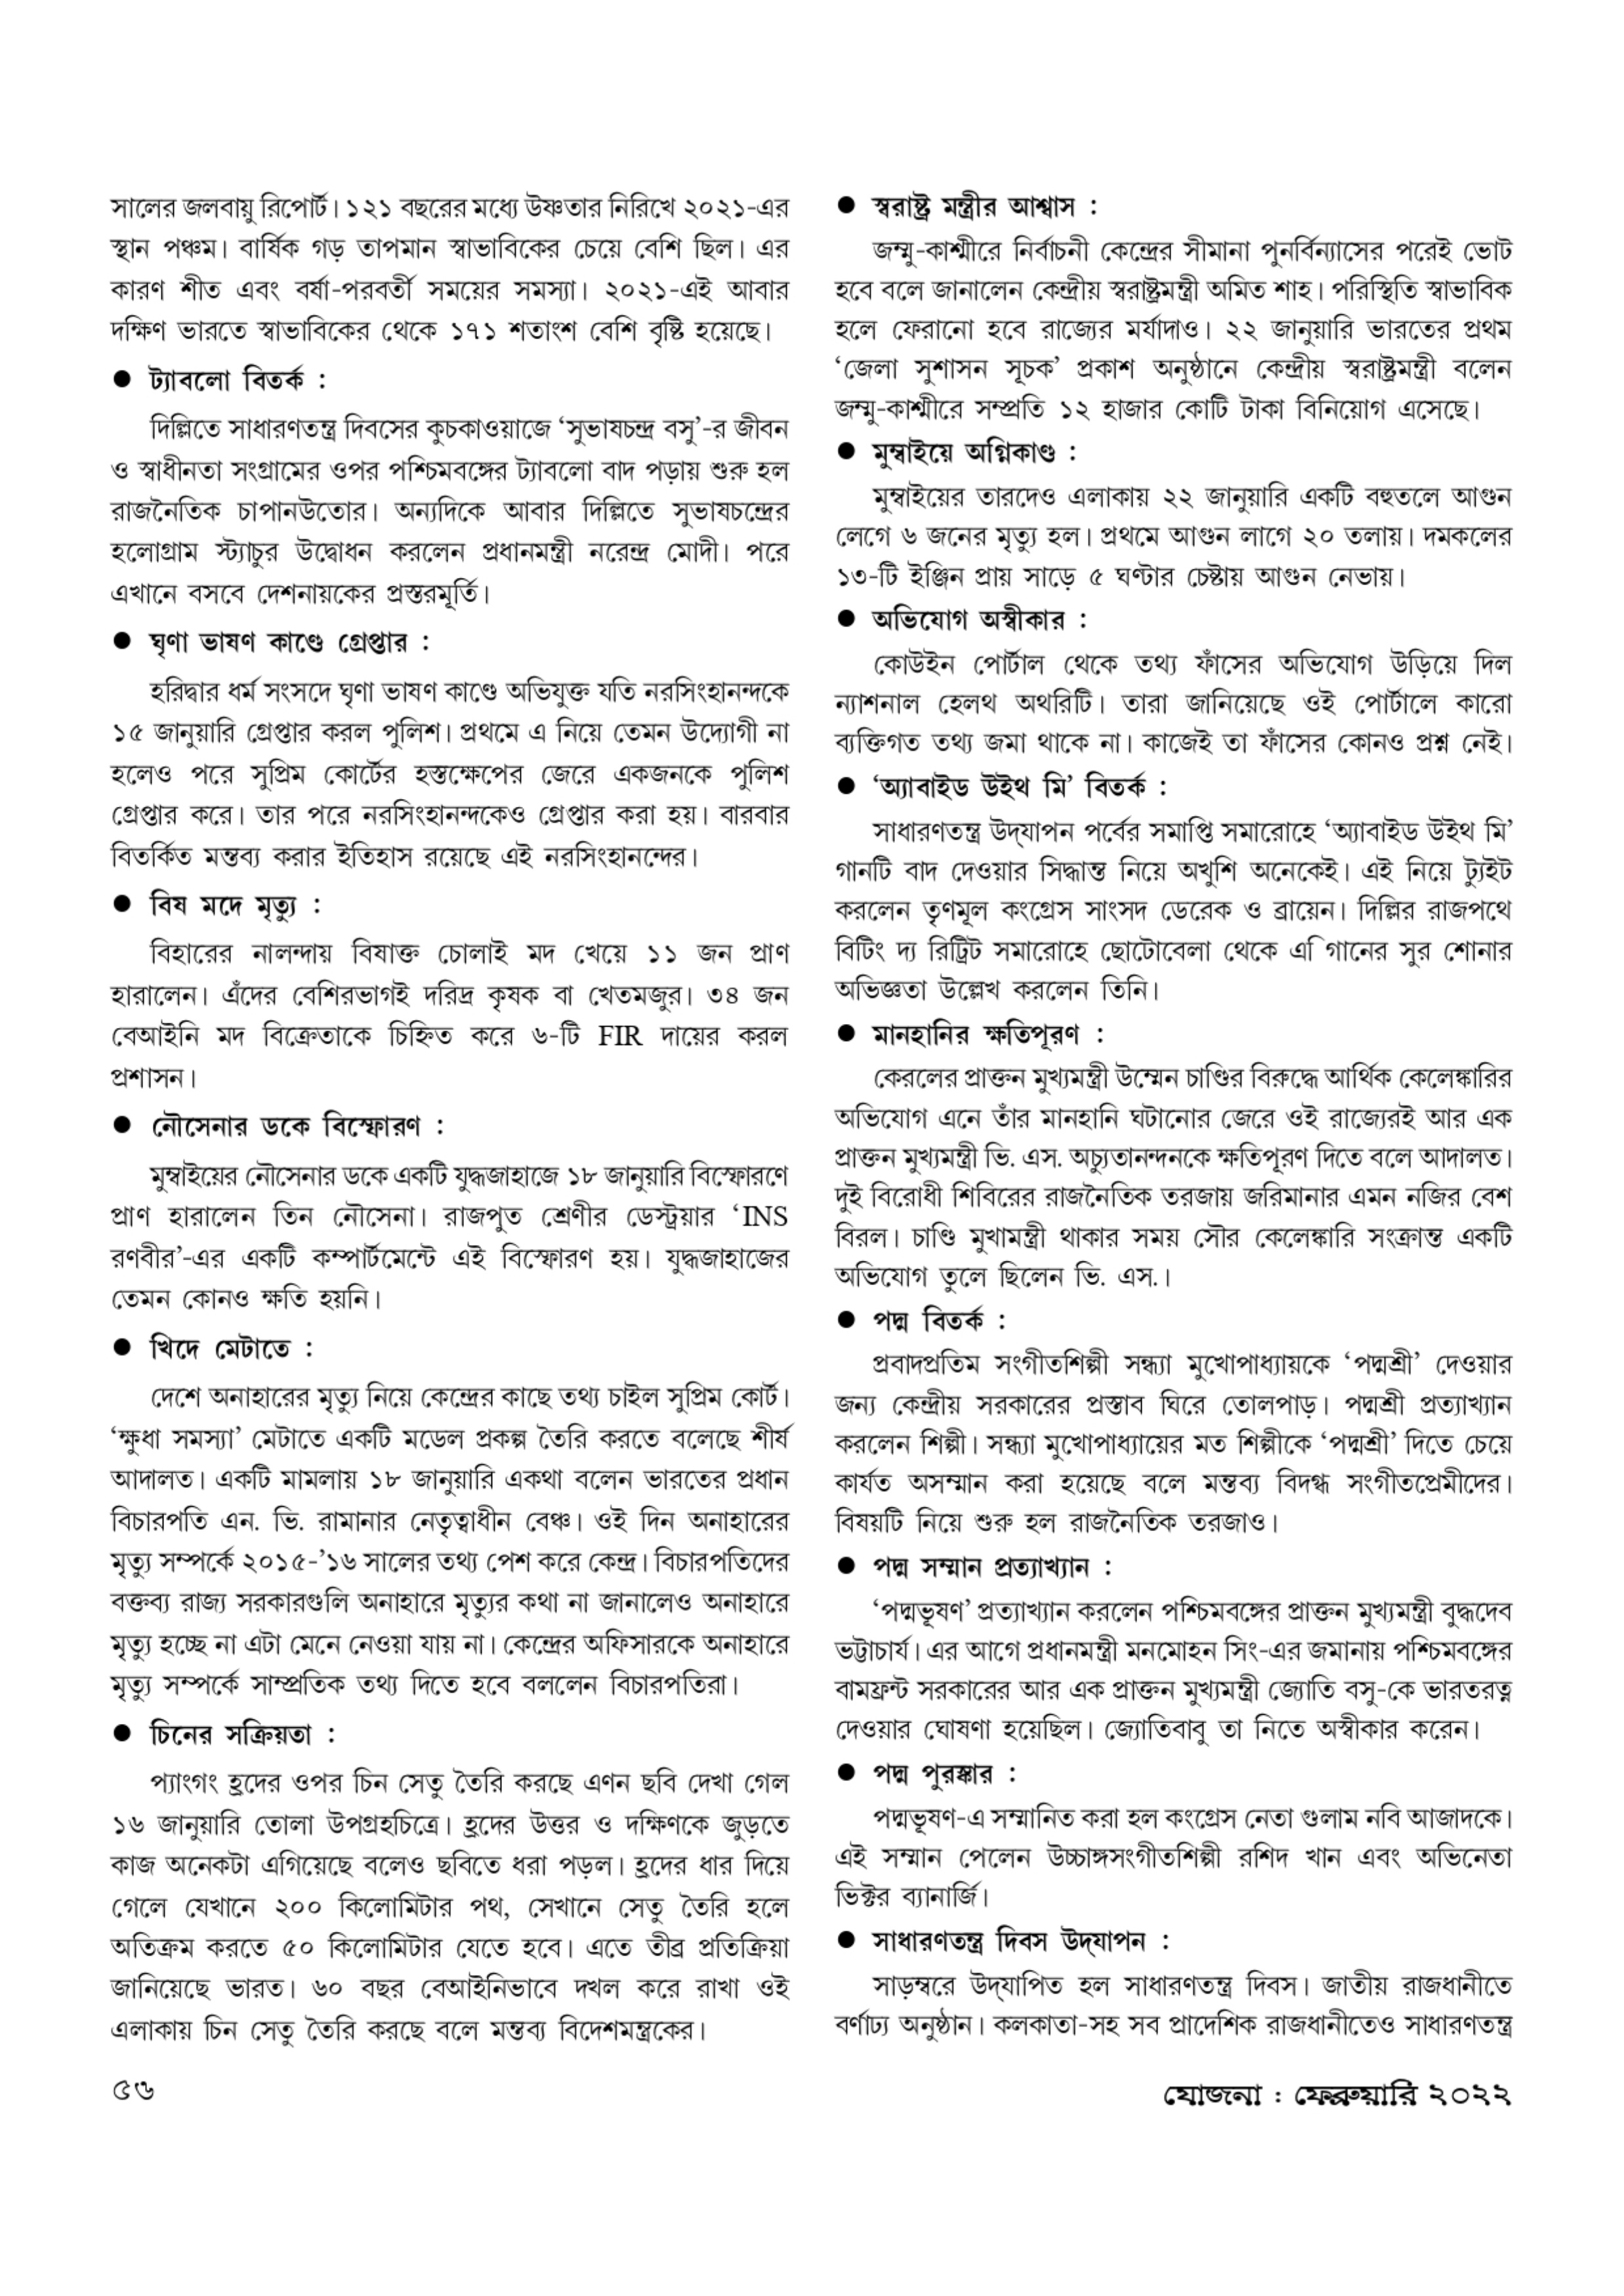 সালের জলবায়ু রিপোর্ট। ১২১ বছরের মধ্যে উষ্ণতার নিরিখে ২০২১-এর
স্থান পঞ্চম। বার্ষিক গড় তাপমান স্বাভাবিকের চেয়ে বেশি ছিল। এর
কারণ শীত এবং বর্ষা-পরবর্তী সময়ের সমস্যা। ২০২১-এই আবার
দক্ষিণ ভারতে স্বাভাবিকের থেকে ১৭১ শতাংশ বেশি বৃষ্টি হয়েছে।
● ট্যাবলো বিতর্ক :
দিল্লিতে সাধারণতন্ত্র দিবসের কুচকাওয়াজে ‘সুভাষচন্দ্র বসু’-র জীবন
ও স্বাধীনতা সংগ্রামের ওপর পশ্চিমবঙ্গের ট্যাবলো বাদ পড়ায় শুরু হল
রাজনৈতিক চাপানউতোর। অন্যদিকে আবার দিল্লিতে সুভাষচন্দ্রের
হলোগ্রাম স্ট্যাচুর উদ্বোধন করলেন প্রধানমন্ত্রী নরেন্দ্র মোদী। পরে
এখানে বসবে দেশনায়কের প্রস্তরমূর্তি।
● ঘৃণা ভাষণ কাণ্ডে গ্রেপ্তার :
হরিদ্বার ধর্ম সংসদে ঘৃণা ভাষণ কাণ্ডে অভিযুক্ত যতি নরসিংহানন্দকে
১৫ জানুয়ারি গ্রেপ্তার করল পুলিশ। প্রথমে এ নিয়ে তেমন উদ্যোগী না
হলেও পরে সুপ্রিম কোর্টের হস্তক্ষেপের জেরে একজনকে পুলিশ
গ্রেপ্তার করে। তার পরে নরসিংহানন্দকেও গ্রেপ্তার করা হয়। বারবার
বিতর্কিত মন্তব্য করার ইতিহাস রয়েছে এই নরসিংহানন্দের।
● বিষ মদে মৃত্যু :
বিহারের নালন্দায় বিষাক্ত চোলাই মদ খেয়ে ১১ জন প্রাণ
হারালেন। এঁদের বেশিরভাগই দরিদ্র কৃষক বা খেতমজুর। ৩৪ জন
বেআইনি মদ বিক্রেতাকে চিহ্নিত করে ৬-টি FIR দায়ের করল
প্রশাসন।
● নৌসেনার ডকে বিস্ফোরণ :
মুম্বাইয়ের নৌসেনার ডকে একটি যুদ্ধজাহাজে ১৮ জানুয়ারি বিস্ফোরণে
প্রাণ হারালেন তিন নৌসেনা। রাজপুত শ্রেণীর ডেস্ট্রয়ার ‘INS
রণবীর’-এর একটি কম্পার্টমেন্টে এই বিস্ফোরণ হয়। যুদ্ধজাহাজের
তেমন কোনও ক্ষতি হয়নি।
● খিদে মেটাতে :
দেশে অনাহারের মৃত্যু নিয়ে কেন্দ্রের কাছে তথ্য চাইল সুপ্রিম কোর্ট।
‘ক্ষুধা সমস্যা’ মেটাতে একটি মডেল প্রকল্প তৈরি করতে বলেছে শীর্ষ
আদালত। একটি মামলায় ১৮ জানুয়ারি একথা বলেন ভারতের প্রধান
বিচারপতি এন. ভি. রামানার নেতৃত্বাধীন বেঞ্চ। ওই দিন অনাহারের
মৃত্যু সম্পর্কে ২০১৫-’১৬ সালের তথ্য পেশ করে কেন্দ্র। বিচারপতিদের
বক্তব্য রাজ্য সরকারগুলি অনাহারে মৃত্যুর কথা না জানালেও অনাহারে
মৃত্যু হচ্ছে না এটা মেনে নেওয়া যায় না। কেন্দ্রের অফিসারকে অনাহারে
মৃত্যু সম্পর্কে সাম্প্রতিক তথ্য দিতে হবে বললেন বিচারপতিরা।
● চিনের সক্রিয়তা :
প্যাংগং হ্রদের ওপর চিন সেতু তৈরি করছে এণন ছবি দেখা গেল
১৬ জানুয়ারি তোলা উপগ্রহচিত্রে। হ্রদের উত্তর ও দক্ষিণকে জুড়তে
কাজ অনেকটা এগিয়েছে বলেও ছবিতে ধরা পড়ল। হ্রদের ধার দিয়ে
গেলে যেখানে ২০০ কিলোমিটার পথ, সেখানে সেতু তৈরি হলে
অতিক্রম করতে ৫০ কিলোমিটার যেতে হবে। এতে তীব্র প্রতিক্রিয়া
জানিয়েছে ভারত। ৬০ বছর বেআইনিভাবে দখল করে রাখা ওই
এলাকায় চিন সেতু তৈরি করছে বলে মন্তব্য বিদেশমন্ত্রকের।
● স্বরাষ্ট্র মন্ত্রীর আশ্বাস :
জম্মু-কাশ্মীরে নির্বাচনী কেন্দ্রের সীমানা পুনর্বিন্যাসের পরেই ভোট
হবে বলে জানালেন কেন্দ্রীয় স্বরাষ্ট্রমন্ত্রী অমিত শাহ। পরিস্থিতি স্বাভাবিক
হলে ফেরানো হবে রাজ্যের মর্যাদাও। ২২ জানুয়ারি ভারতের প্রথম
‘জেলা সুশাসন সূচক’ প্রকাশ অনুষ্ঠানে কেন্দ্রীয় স্বরাষ্ট্রমন্ত্রী বলেন
জম্মু-কাশ্মীরে সম্প্রতি ১২ হাজার কোটি টাকা বিনিয়োগ এসেছে।
● মুম্বাইয়ে অগ্নিকাণ্ড :
মুম্বাইয়ের তারদেও এলাকায় ২২ জানুয়ারি একটি বহুতলে আগুন
লেগে ৬ জনের মৃত্যু হল। প্রথমে আগুন লাগে ২০ তলায়। দমকলের
১৩-টি ইঞ্জিন প্রায় সাড়ে ৫ ঘণ্টার চেষ্টায় আগুন নেভায়।
● অভিযোগ অস্বীকার :
কোউইন পোর্টাল থেকে তথ্য ফাঁসের অভিযোগ উড়িয়ে দিল
ন্যাশনাল হেলথ অথরিটি। তারা জানিয়েছে ওই পোর্টালে কারো
ব্যক্তিগত তথ্য জমা থাকে না। কাজেই তা ফাঁসের কোনও প্রশ্ন নেই।
● ‘অ্যাবাইড উইথ মি’ বিতর্ক :
সাধারণতন্ত্র উদ্‌যাপন পর্বের সমাপ্তি সমারোহে ‘অ্যাবাইড উইথ মি’
গানটি বাদ দেওয়ার সিদ্ধান্ত নিয়ে অখুশি অনেকেই। এই নিয়ে ট্যুইট
করলেন তৃণমূল কংগ্রেস সাংসদ ডেরেক ও ব্রায়েন। দিল্লির রাজপথে
বিটিং দ্য রিট্রিট সমারোহে ছোটোবেলা থেকে এ গানের সুর শোনার
অভিজ্ঞতা উল্লেখ করলেন তিনি।
● মানহানির ক্ষতিপূরণ :
কেরলের প্রাক্তন মুখ্যমন্ত্রী উম্মেন চাণ্ডির বিরুদ্ধে আর্থিক কেলেঙ্কারির
অভিযোগ এনে তাঁর মানহানি ঘটানোর জেরে ওই রাজ্যেরই আর এক
প্রাক্তন মুখ্যমন্ত্রী ভি. এস. অচ্যুতানন্দনকে ক্ষতিপূরণ দিতে বলে আদালত।
দুই বিরোধী শিবিরের রাজনৈতিক তরজায় জরিমানার এমন নজির বেশ
বিরল। চাণ্ডি মুখামন্ত্রী থাকার সময় সৌর কেলেঙ্কারি সংক্রান্ত একটি
অভিযোগ তুলে ছিলেন ভি. এস.।
● পদ্ম বিতর্ক :
প্রবাদপ্রতিম সংগীতশিল্পী সন্ধ্যা মুখোপাধ্যায়কে ‘পদ্মশ্রী’ দেওয়ার
জন্য কেন্দ্রীয় সরকারের প্রস্তাব ঘিরে তোলপাড়। পদ্মশ্রী প্রত্যাখ্যান
করলেন শিল্পী। সন্ধ্যা মুখোপাধ্যায়ের মত শিল্পীকে ‘পদ্মশ্রী’ দিতে চেয়ে
কার্যত অসম্মান করা হয়েছে বলে মন্তব্য বিদগ্ধ সংগীতপ্রেমীদের।
বিষয়টি নিয়ে শুরু হল রাজনৈতিক তরজাও।
● পদ্ম সম্মান প্রত্যাখ্যান :
‘পদ্মভূষণ’ প্রত্যাখ্যান করলেন পশ্চিমবঙ্গের প্রাক্তন মুখ্যমন্ত্রী বুদ্ধদেব
ভট্টাচার্য। এর আগে প্রধানমন্ত্রী মনমোহন সিং-এর জমানায় পশ্চিমবঙ্গের
বামফ্রন্ট সরকারের আর এক প্রাক্তন মুখ্যমন্ত্রী জ্যোতি বসু-কে ভারতরত্ন
দেওয়ার ঘোষণা হয়েছিল। জ্যোতিবাবু তা নিতে অস্বীকার করেন।
● পদ্ম পুরস্কার :
পদ্মভূষণ-এ সম্মানিত করা হল কংগ্রেস নেতা গুলাম নবি আজাদকে।
এই সম্মান পেলেন উচ্চাঙ্গসংগীতশিল্পী রশিদ খান এবং অভিনেতা
ভিক্টর ব্যানার্জি।
● সাধারণতন্ত্র দিবস উদ্‌যাপন :
সাড়ম্বরে উদ্‌যাপিত হল সাধারণতন্ত্র দিবস। জাতীয় রাজধানীতে
বর্ণাঢ্য অনুষ্ঠান। কলকাতা-সহ সব প্রাদেশিক রাজধানীতেও সাধারণতন্ত্র
৫৬
যোজনা : ফেব্রুয়ারি ২০২২